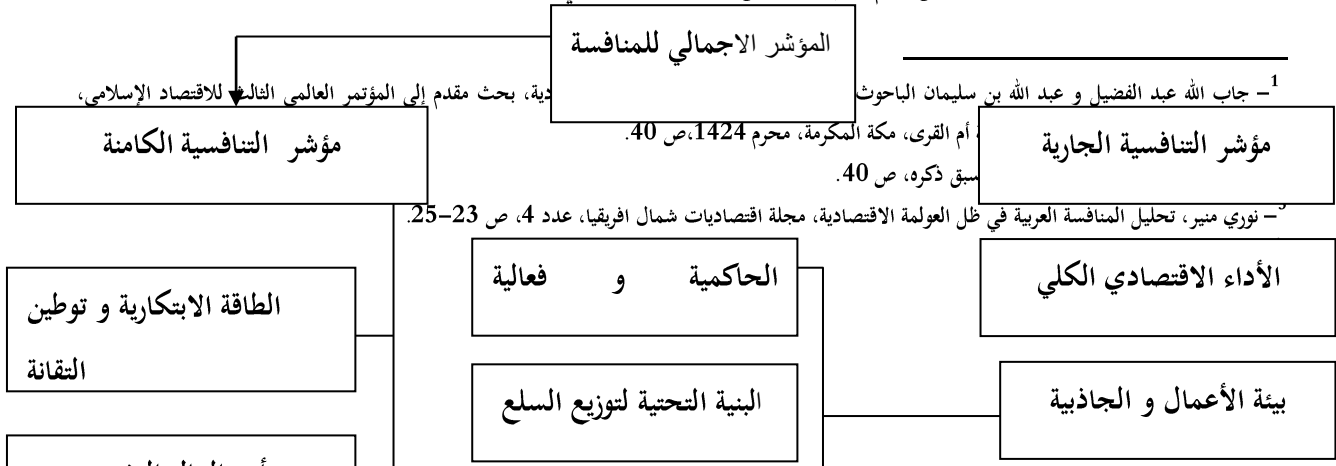 المؤشر الاجمالي للمنافسة
1– جاب الله عبد الفضيل و عبد الله بن سليمان الباحوث دية، بحث مقدم إلى المؤتمر العالمي الثالث للاقتصاد الإسلامي،
مؤشر التنافسية الجارية
مؤشر التنافسية الكامنة
أم القرى، مكة المكرمة، محرم 1424،ص 40.
سبق ذكره، ص 40.
– نوري منير، تحليل المنافسة العربية في ظل العولمة الاقتصادية، مجلة اقتصاديات شمال افريقيا، عدد 4، ص 23–25.
الأداء الاقتصادي الكلي
الحاكمية و فعالية
الطاقة الابتكارية و توطين
التقانة
بيئة الأعمال و الجاذبية
البنية التحتية لتوزيع السلع